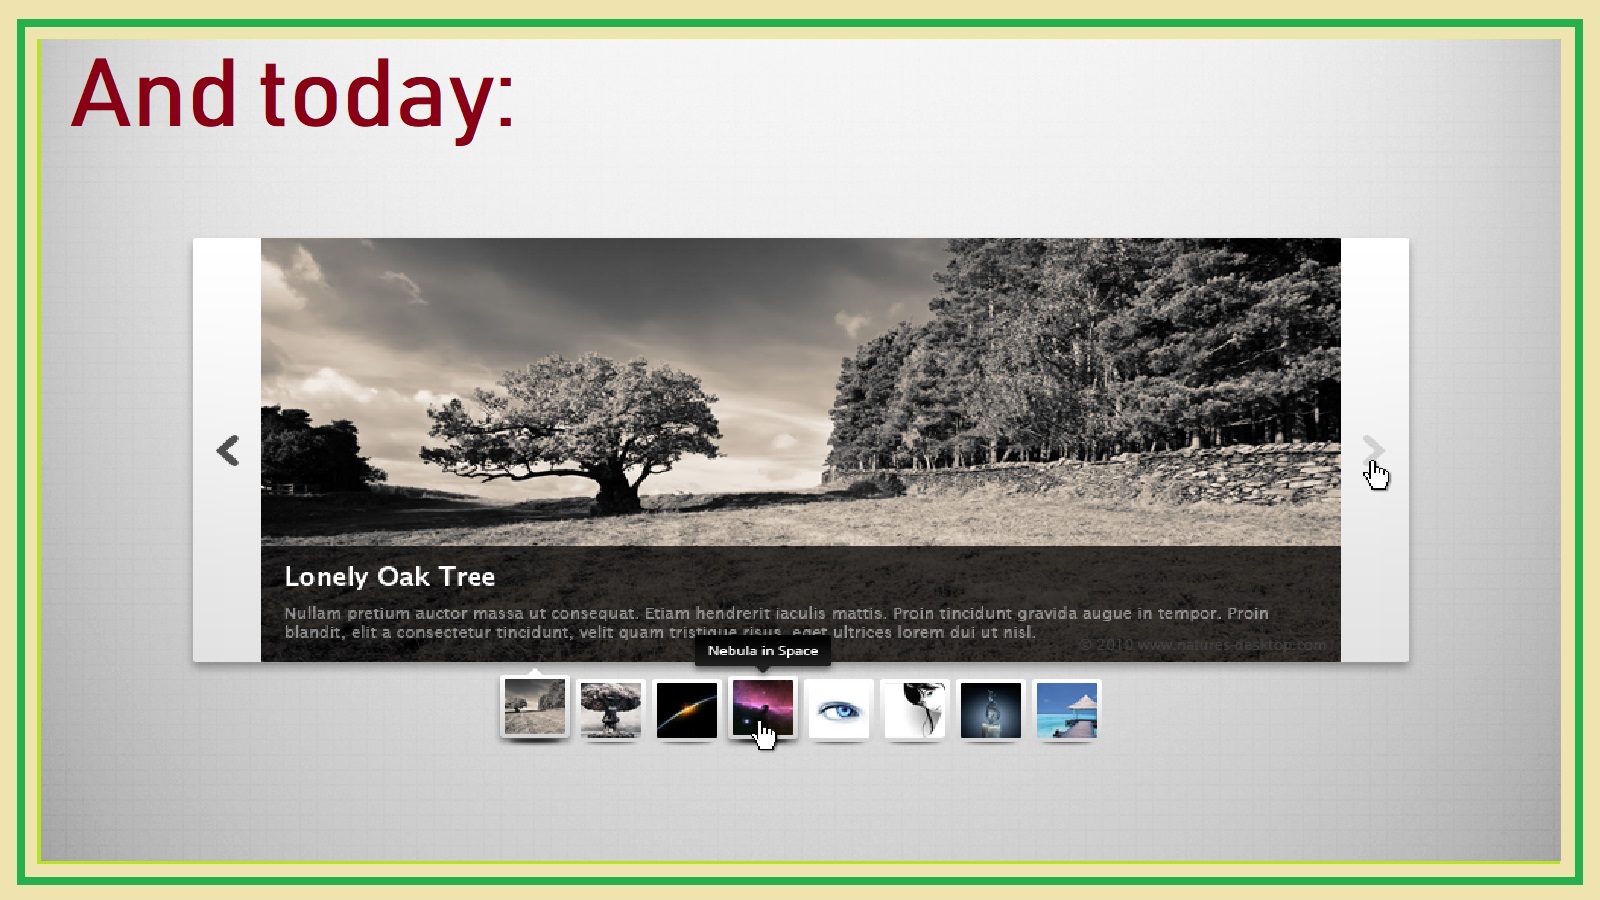 And today:
Lonely Oak Tree
Nullam pretium auctor massa ut consequat. Etiam hendrerit iaculis mattis. Proin tincidunt gravida augue in tempor. Proin
blandit, elit a consectetur tincidunt, velit quam tristique risus, eget ultrices lorem dui ut nisl.
© 2010 www.natures-desktop.com
Nebula in Space